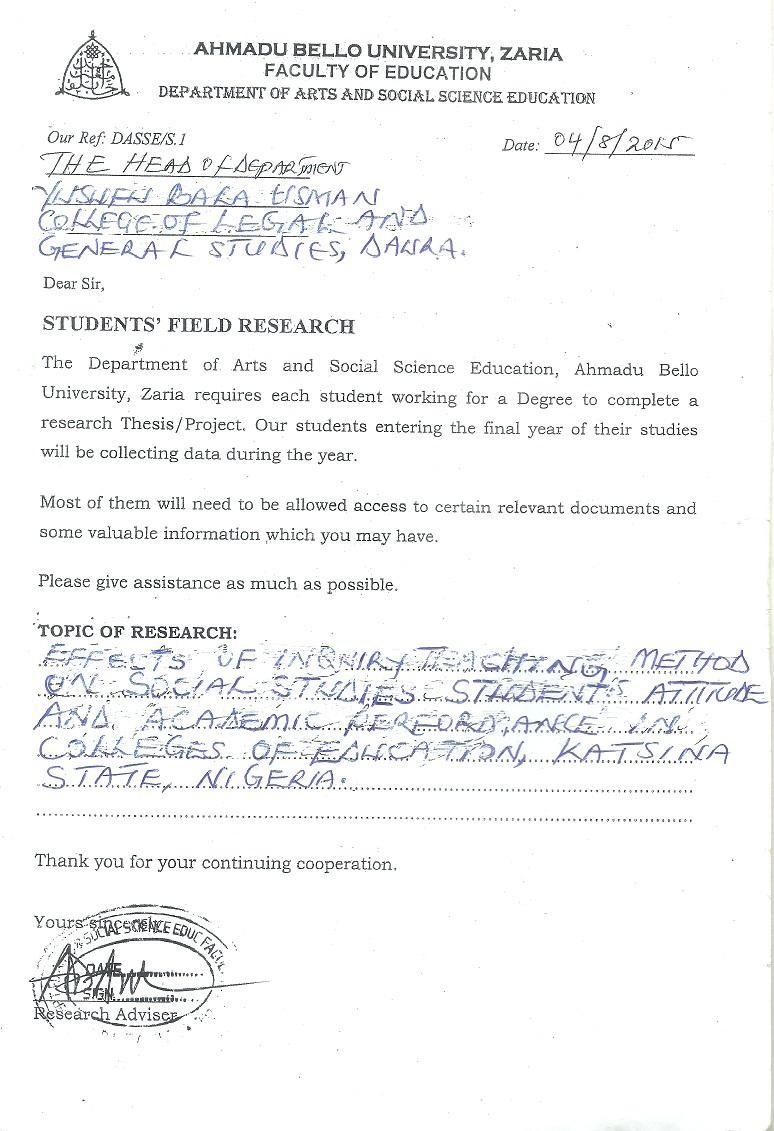 AHMADU BELLO UNIVERSITY, ZARIA
FACULTY OF EDUCATION
DEPARTMENT OF ARTS AND SOCIAL SCIENCE EDUCATION
Our Ref: DASSE/S.1
Date: 04/8/2015
THE HEAD OF DEPARTMENT
YUSUFU BALA USMAN
COLLEGE OF LEGAL AND
GENERAL STUDIES, DAURA.
Dear Sir,
STUDENTS' FIELD RESEARCH
The Department of Arts and Social Science Education, Ahmadu Bello
University, Zaria requires each student working for a Degree to complete a
research Thesis/Project. Our students entering the final year of their studies
will be collecting data during the year.
Most of them will need to be allowed access to certain relevant documents and
some valuable information which you may have.
Please give assistance as much as possible.
TOPIC OF RESEARCH:
EFFECTS OF INQUIRY TEACHING METHOD
ON SOCIAL STUDIES STUDENTS ATTITUDE
AND ACADEMIC PERFORMANCE IN
COLLEGES OF EDUCATION, KATSINA
STATE, NIGERIA.
Thank you for your continuing cooperation.
Yours sincerely
SOCIAL SCIENCE EDUC FACUL
DATE
SIGN
Research Adviser